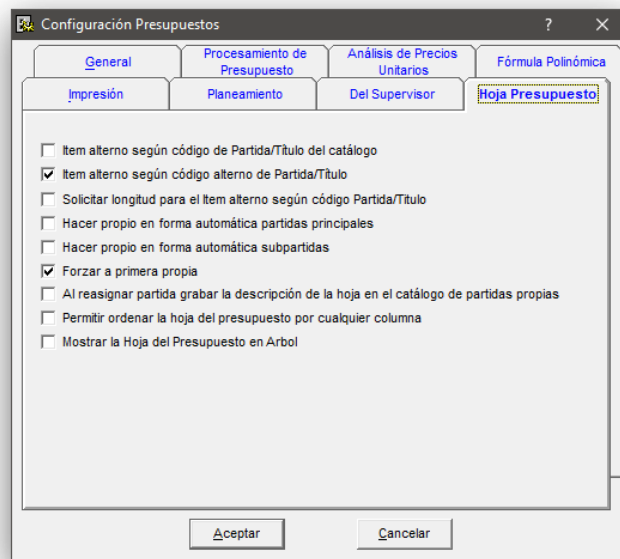 Configuración Presupuestos ? ✕
General
Procesamiento de
Presupuesto
Análisis de Precios
Unitarios
Fórmula Polinómica
Impresión
Planeamiento
Del Supervisor
Hoja Presupuesto
Item alterno según código de Partida/Título del catálogo
Item alterno según código alterno de Partida/Título
Solicitar longitud para el Item alterno según código Partida/Titulo
Hacer propio en forma automática partidas principales
Hacer propio en forma automática subpartidas
Forzar a primera propia
Al reasignar partida grabar la descripción de la hoja en el catálogo de partidas propias
Permitir ordenar la hoja del presupuesto por cualquier columna
Mostrar la Hoja del Presupuesto en Arbol
Aceptar
Cancelar